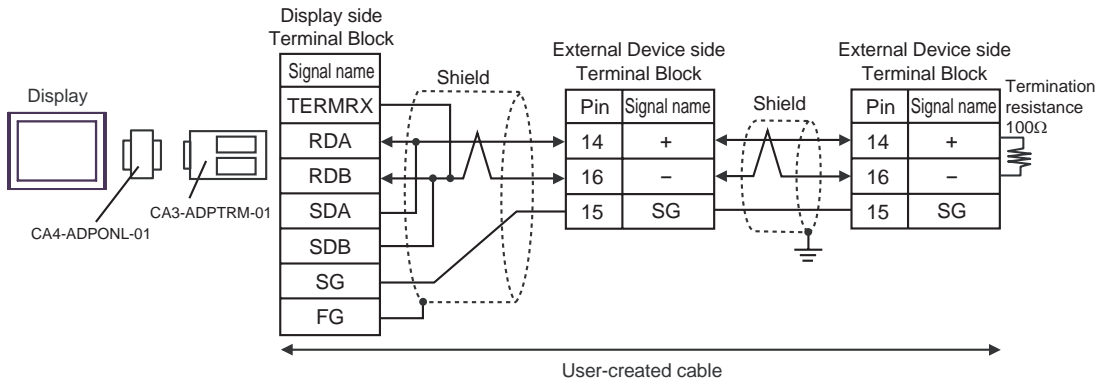 Display side
Terminal Block
Signal name
TERMRX
RDA
RDB
SDA
SDB
SG
FG
Display
CA4-ADPONL-01
CA3-ADPTRM-01
Shield
External Device side
Terminal Block
Pin Signal name
14 +
16 –
15 SG
Shield
External Device side
Terminal Block
Pin Signal name
14 +
16 –
15 SG
Termination
resistance
100Ω
User-created cable